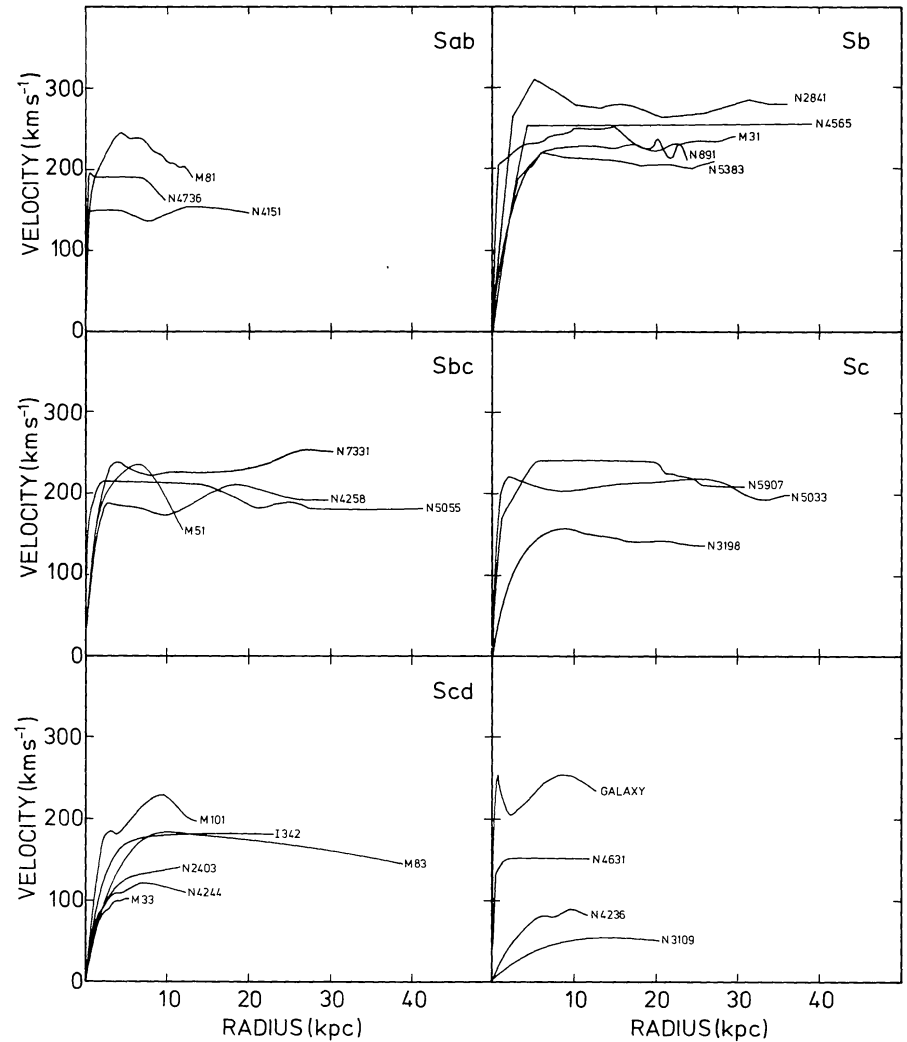 Sab
Sb
300
200
100
0
VELOCITY (km s⁻¹)
M81
N4736
N4151
N2841
N4565
M31
N891
N5383
Sbc
Sc
300
200
100
0
VELOCITY (km s⁻¹)
N7331
N4258
N5055
M51
N5907
N5033
N3198
Scd
300
200
100
0
VELOCITY (km s⁻¹)
M101
I342
M83
N2403
N4244
M33
GALAXY
N4631
N4236
N3109
10 20 30 40
10 20 30 40
RADIUS (kpc)
RADIUS (kpc)